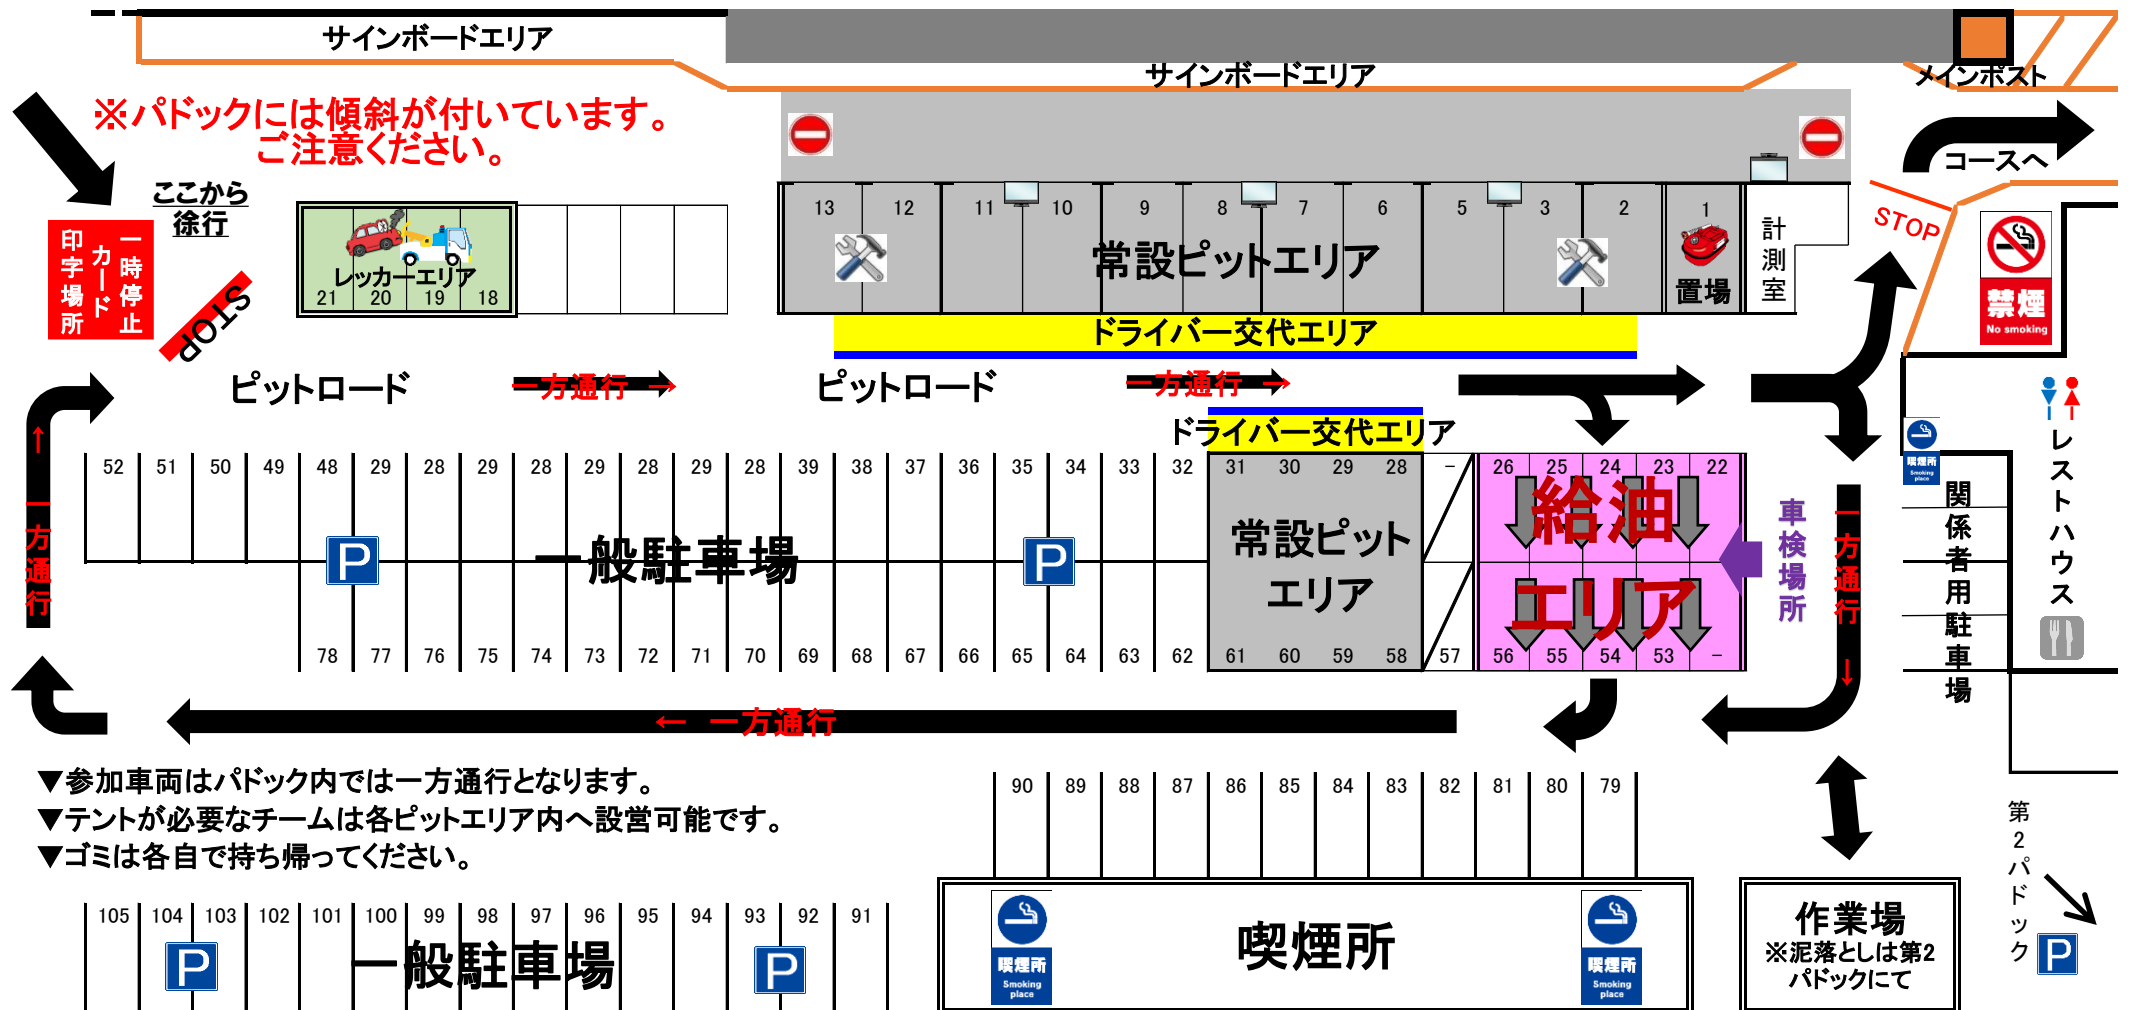 サインボードエリア
サインボードエリア
メインポスト
※パドックには傾斜が付いています。
ご注意ください。
コースへ
ここから
徐行
一時停止
カード
印字場所
STOP
レッカーエリア
21 20 19 18
13 12 11 10 9 8 7 6 5 3 2 1
常設ピットエリア
置場
計測室
STOP
禁煙
No smoking
ドライバー交代エリア
ピットロード
一方通行 →
ピットロード
一方通行 →
ドライバー交代エリア
喫煙所
Smoking
place
レストハウス
関係者用駐車場
← 一方通行
52 51 50 49 48 29 28 29 28 29 28 29 28 39 38 37 36 35 34 33 32 31 30 29 28 - 26 25 24 23 22
P
一般駐車場
P
常設ピット
エリア
給油
エリア
車検場所
一方通行 →
78 77 76 75 74 73 72 71 70 69 68 67 66 65 64 63 62 61 60 59 58 57 56 55 54 53 -
← 一方通行
▼参加車両はパドック内では一方通行となります。
▼テントが必要なチームは各ピットエリア内へ設営可能です。
▼ゴミは各自で持ち帰ってください。
90 89 88 87 86 85 84 83 82 81 80 79
第2パドック
P
105 104 103 102 101 100 99 98 97 96 95 94 93 92 91
P
一般駐車場
P
喫煙所
Smoking
place
喫煙所
喫煙所
Smoking
place
作業場
※泥落としは第2
パドックにて